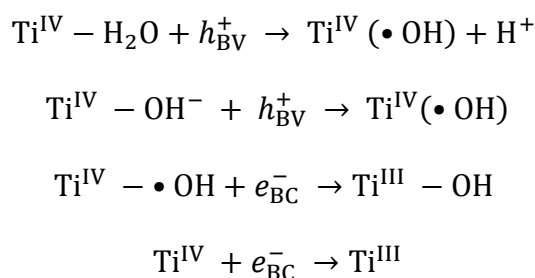 Ti^IV − H₂O + h⁺_BV → Ti^IV (• OH) + H⁺
Ti^IV − OH⁻ + h⁺_BV → Ti^IV(• OH)
Ti^IV − • OH + e⁻_BC → Ti^III − OH
Ti^IV + e⁻_BC → Ti^III